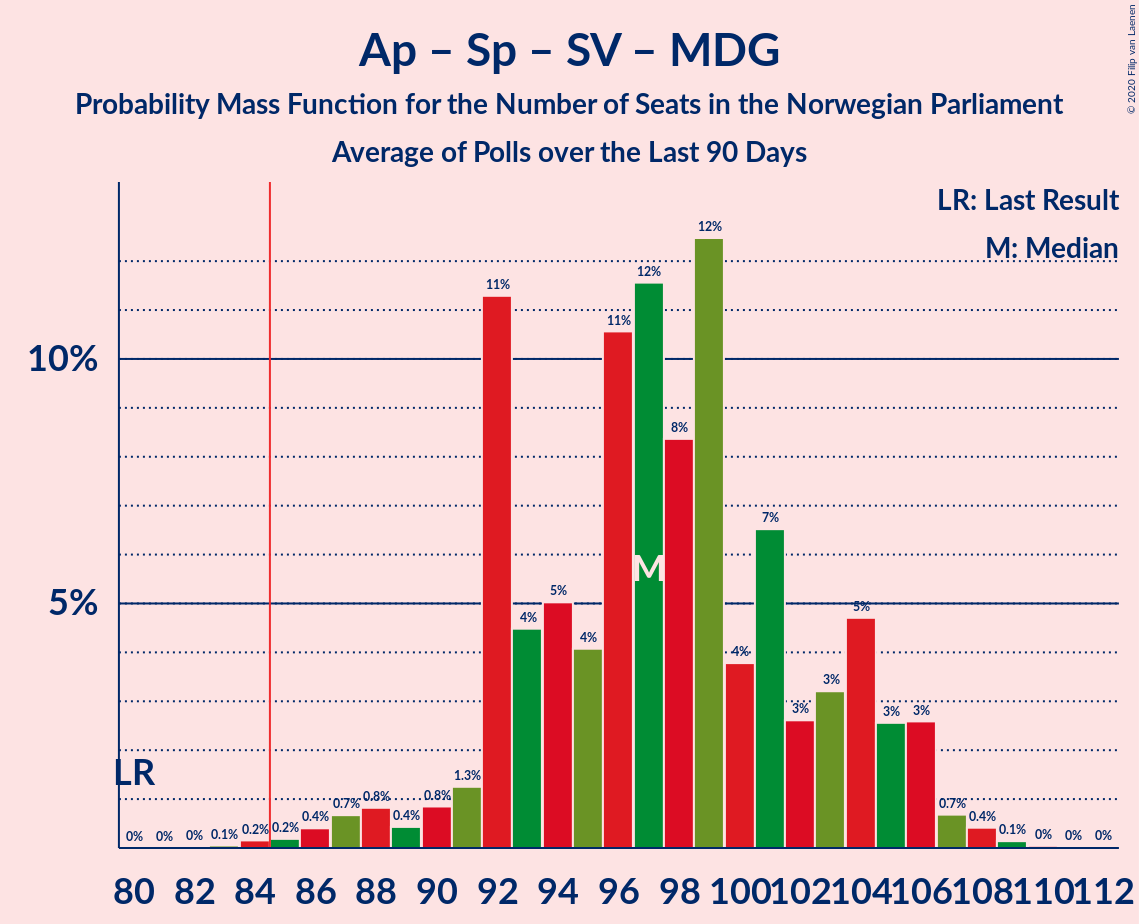 Ap – Sp – SV – MDG
Probability Mass Function for the Number of Seats in the Norwegian Parliament
Average of Polls over the Last 90 Days
© 2020 Filip van Laenen
LR: Last Result
M: Median
10%
5%
LR
M
0% 0% 0% 0.1% 0.2% 0.2% 0.4% 0.7% 0.8% 0.4% 0.8% 1.3% 11% 4% 5% 4% 11% 12% 8% 12% 4% 7% 3% 3% 5% 3% 3% 0.7% 0.4% 0.1% 0% 0% 0%
80 82 84 86 88 90 92 94 96 98 100 102 104 106 108 110 112